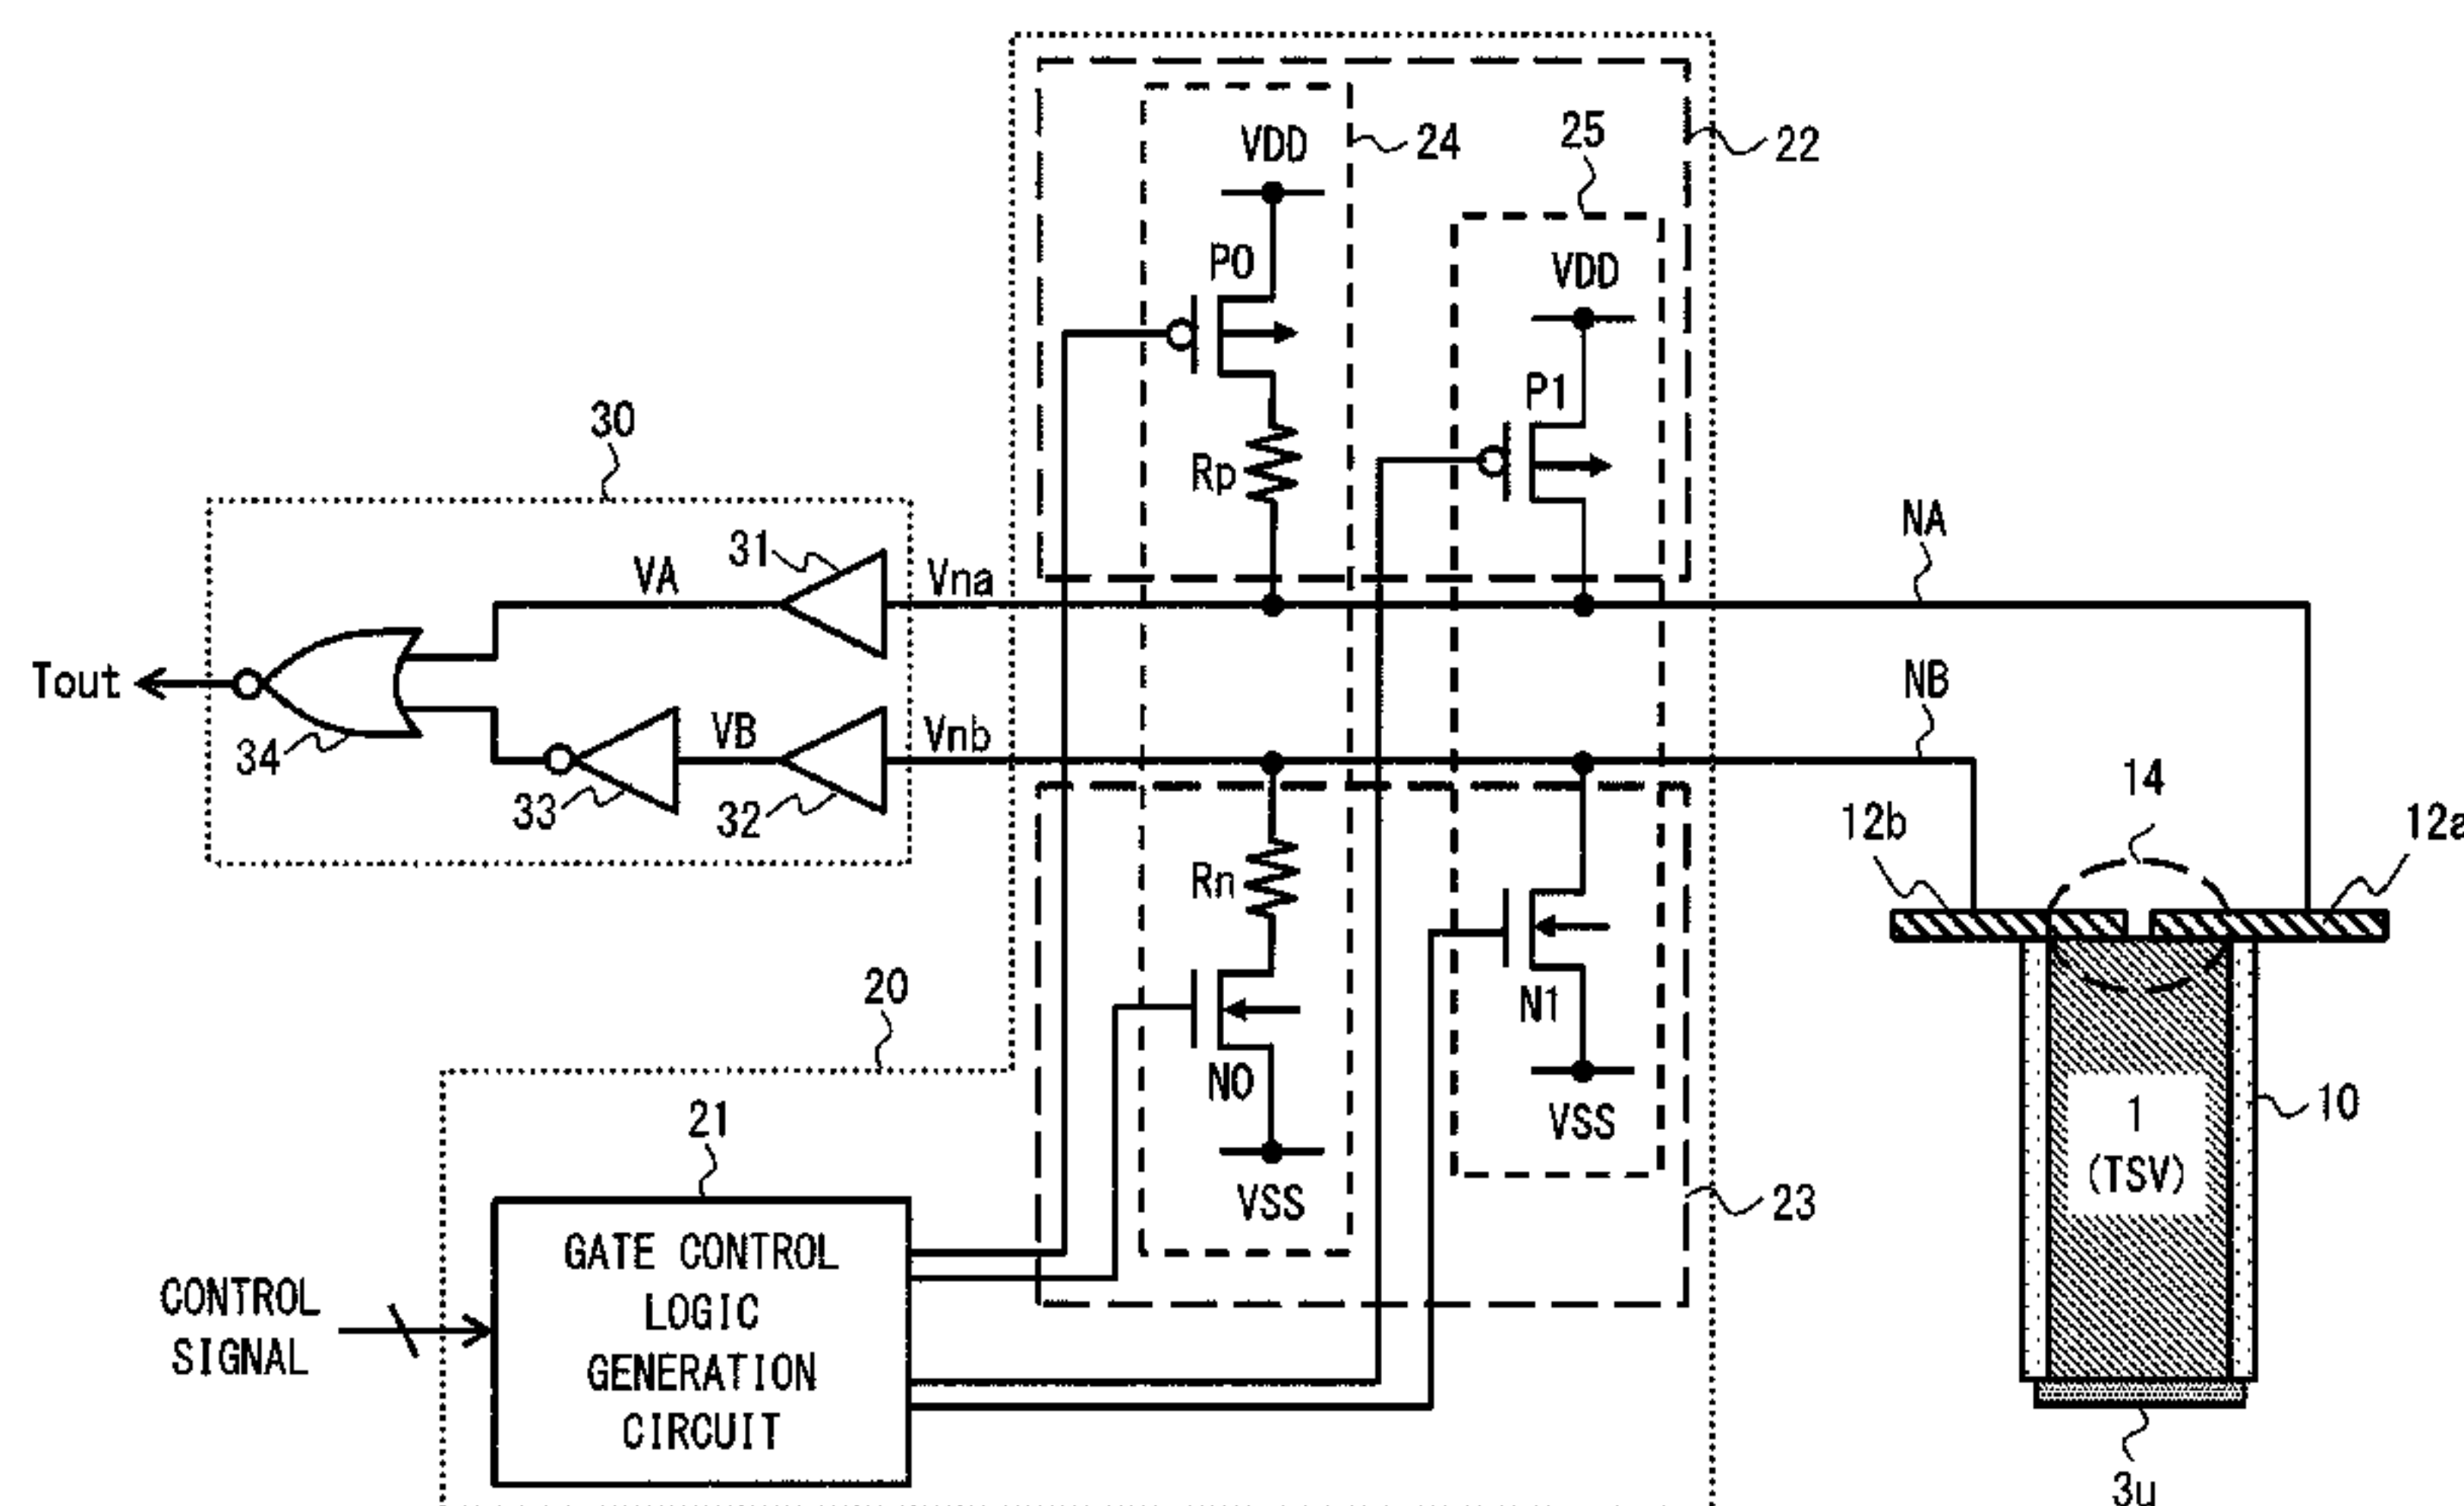 VDD
24
25
22
VDD
P0
P1
Rp
30
NA
31
VA
Vna
NB
Tout
VB
Vnb
34
33
32
14
12b
12a
Rn
20
N1
N0
VSS
21
1
(TSV)
10
VSS
23
GATE CONTROL
LOGIC
GENERATION
CIRCUIT
CONTROL
SIGNAL
3u